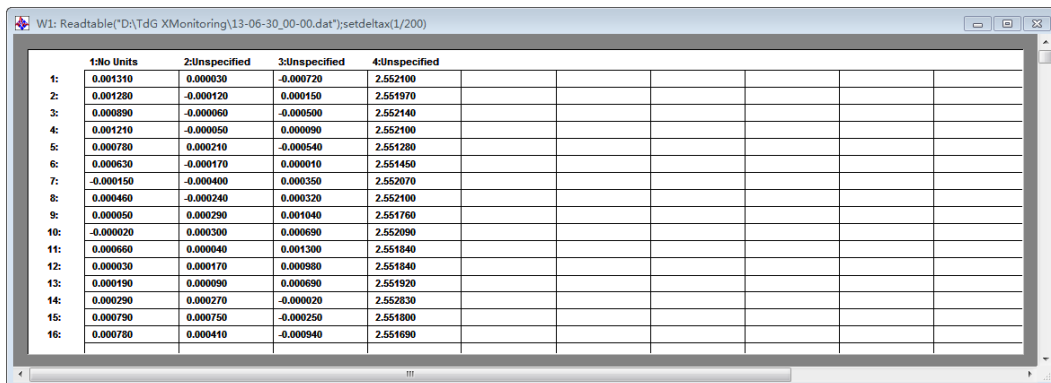 W1: Readtable("D:\TdG XMonitoring\13-06-30_00-00.dat");setdeltax(1/200)
1:No Units 2:Unspecified 3:Unspecified 4:Unspecified
1: 0.001310 0.000030 -0.000720 2.552100
2: 0.001280 -0.000120 0.000150 2.551970
3: 0.000890 -0.000060 -0.000500 2.552140
4: 0.001210 -0.000050 0.000090 2.552100
5: 0.000780 0.000210 -0.000540 2.551280
6: 0.000630 -0.000170 0.000010 2.551450
7: -0.000150 -0.000400 0.000350 2.552070
8: 0.000460 -0.000240 0.000320 2.552100
9: 0.000050 0.000290 0.001040 2.551760
10: -0.000020 0.000300 0.000690 2.552090
11: 0.000660 0.000040 0.001300 2.551840
12: 0.000030 0.000170 0.000980 2.551840
13: 0.000190 0.000090 0.000690 2.551920
14: 0.000290 0.000270 -0.000020 2.552830
15: 0.000790 0.000750 -0.000250 2.551800
16: 0.000780 0.000410 -0.000940 2.551690